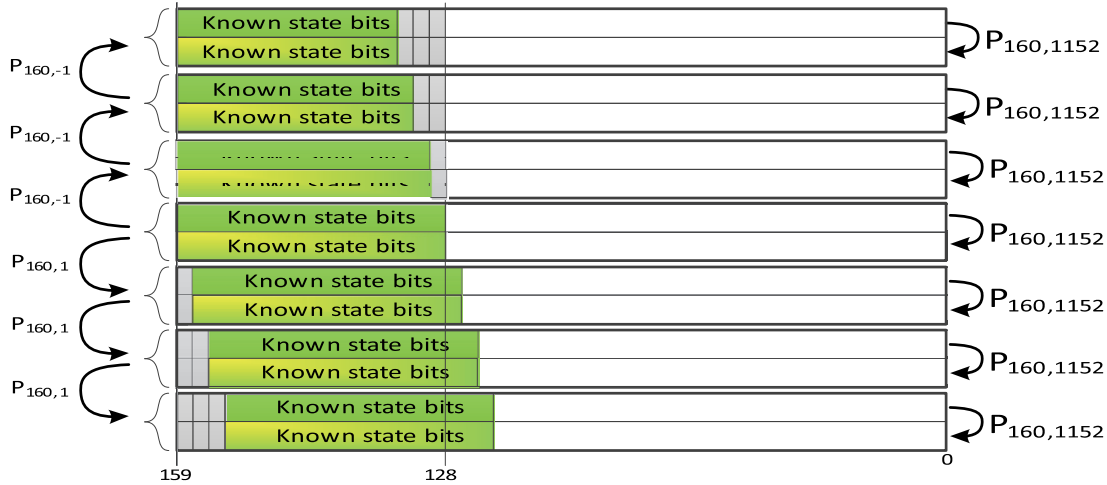 Known state bits
Known state bits
P160,1152
P160,-1
Known state bits
Known state bits
P160,1152
P160,-1
P160,1152
P160,-1
Known state bits
Known state bits
P160,1152
P160,1
Known state bits
Known state bits
P160,1152
P160,1
Known state bits
Known state bits
P160,1152
P160,1
Known state bits
Known state bits
P160,1152
159
128
0